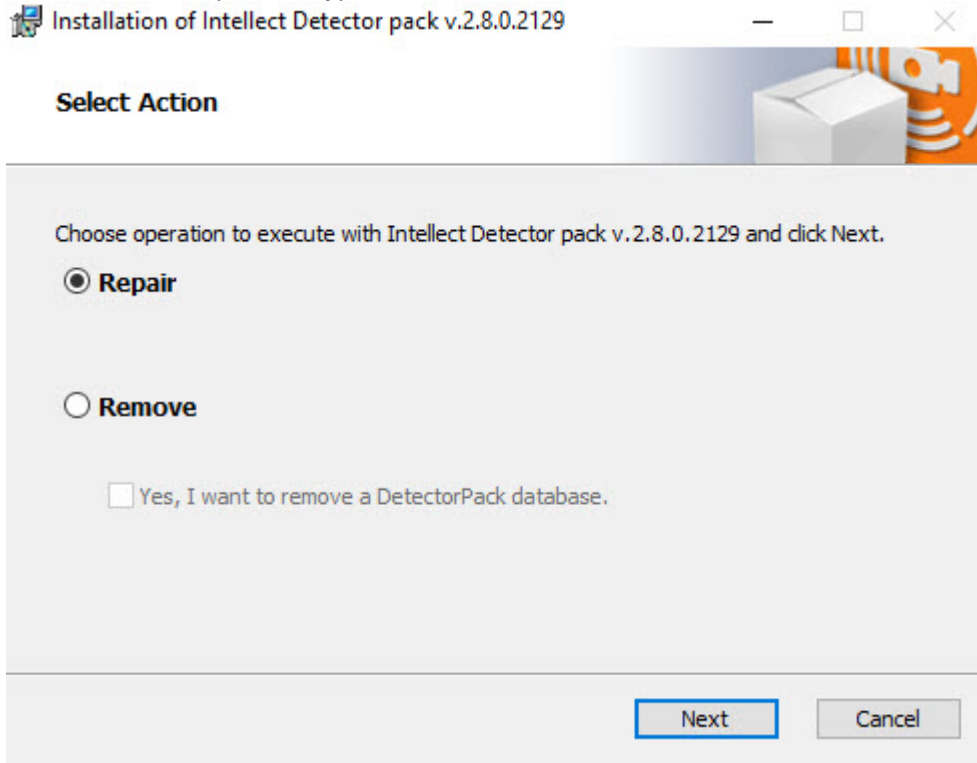 Installation of Intellect Detector pack v.2.8.0.2129
Select Action
Choose operation to execute with Intellect Detector pack v.2.8.0.2129 and click Next.
Repair
Remove
Yes, I want to remove a DetectorPack database.
Next Cancel